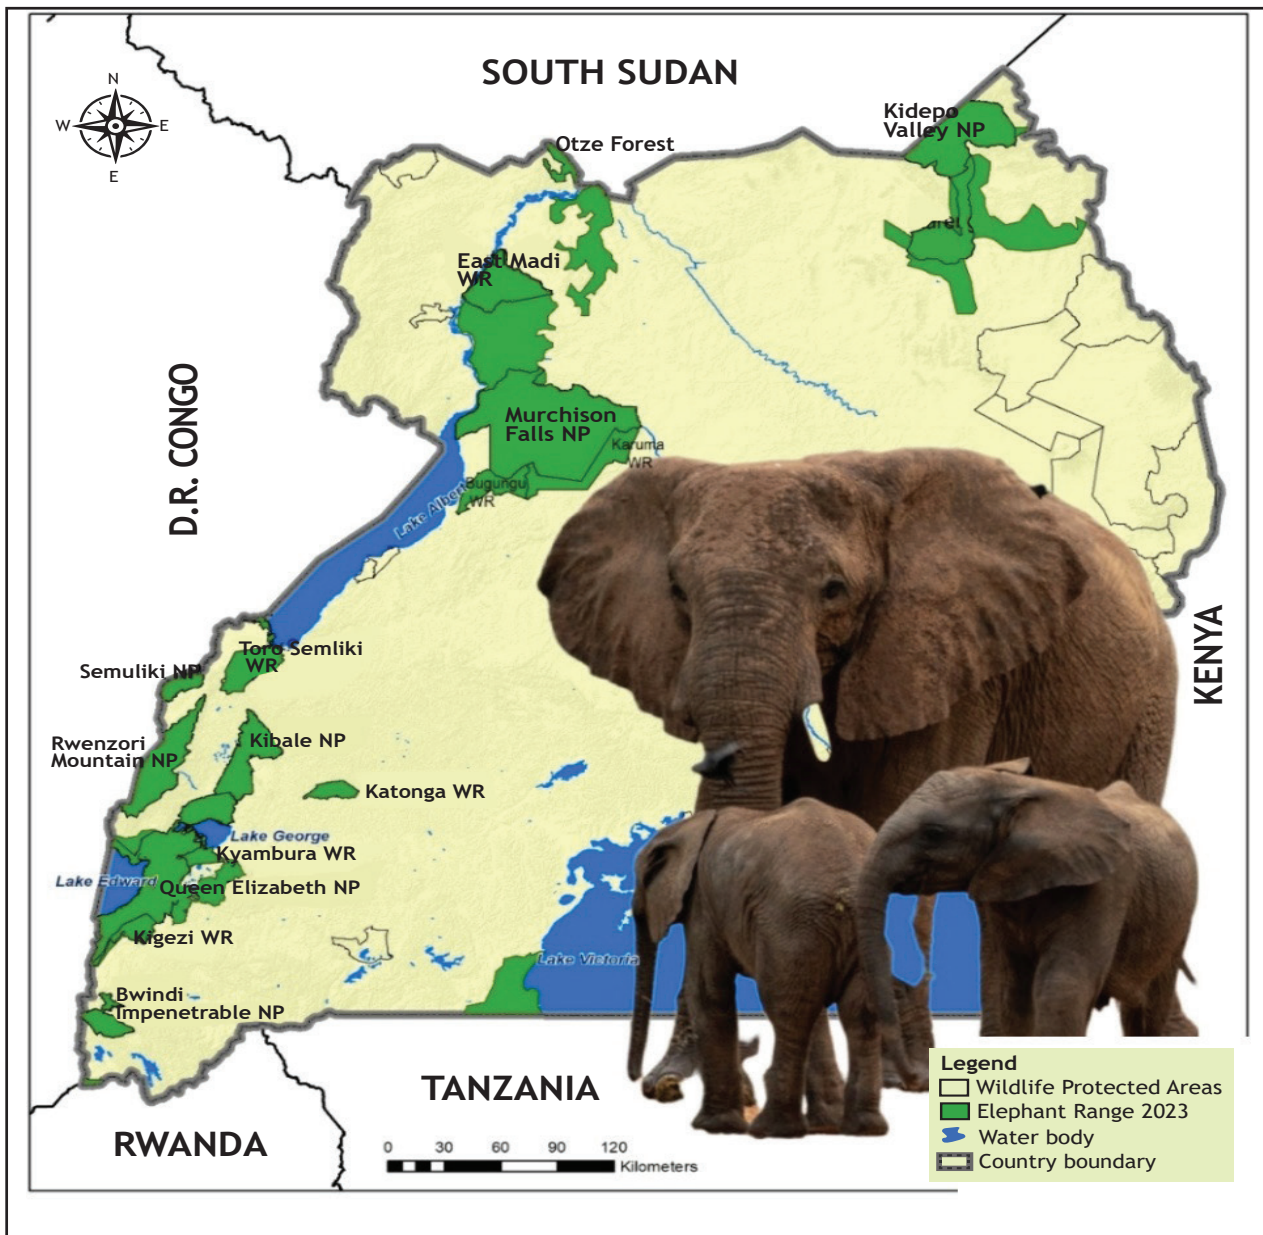 SOUTH SUDAN
N
W
E
E
Kidepo
Valley NP
Otze Forest
East Madi
WR
D.R. CONGO
Murchison
Falls NP
Karuma
WR
Bugungu
WR
Lake Albert
KENYA
Toro Semliki
WR
Semuliki NP
Rwenzori
Mountain NP
Kibale NP
Katonga WR
Lake George
Kyambura WR
Lake Edward
Queen Elizabeth NP
Kigezi WR
Lake Victoria
Bwindi
Impenetrable NP
TANZANIA
RWANDA
0 30 60 90 120
Kilometers
Legend
Wildlife Protected Areas
Elephant Range 2023
Water body
Country boundary